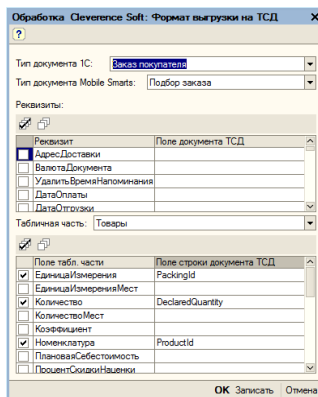 Обработка Cleverence Soft: Формат выгрузки на ТСД
?
Тип документа 1С: Заказ покупателя
Тип документа Mobile Smarts: Подбор заказа
Реквизиты:
Реквизит Поле документа ТСД
АдресДоставки
ВалютаДокумента
УдалитьВремяНапоминания
ДатаОплаты
ДатаОтгрузки
Табличная часть: Товары
Поле табл. части Поле строки документа ТСД
ЕдиницаИзмерения PackingId
ЕдиницаИзмеренияМест
Количество DeclaredQuantity
КоличествоМест
Коэффициент
Номенклатура ProductId
ПлановаяСебестоимость
ПроцентСкидкиНаценки
OK Записать Отмена